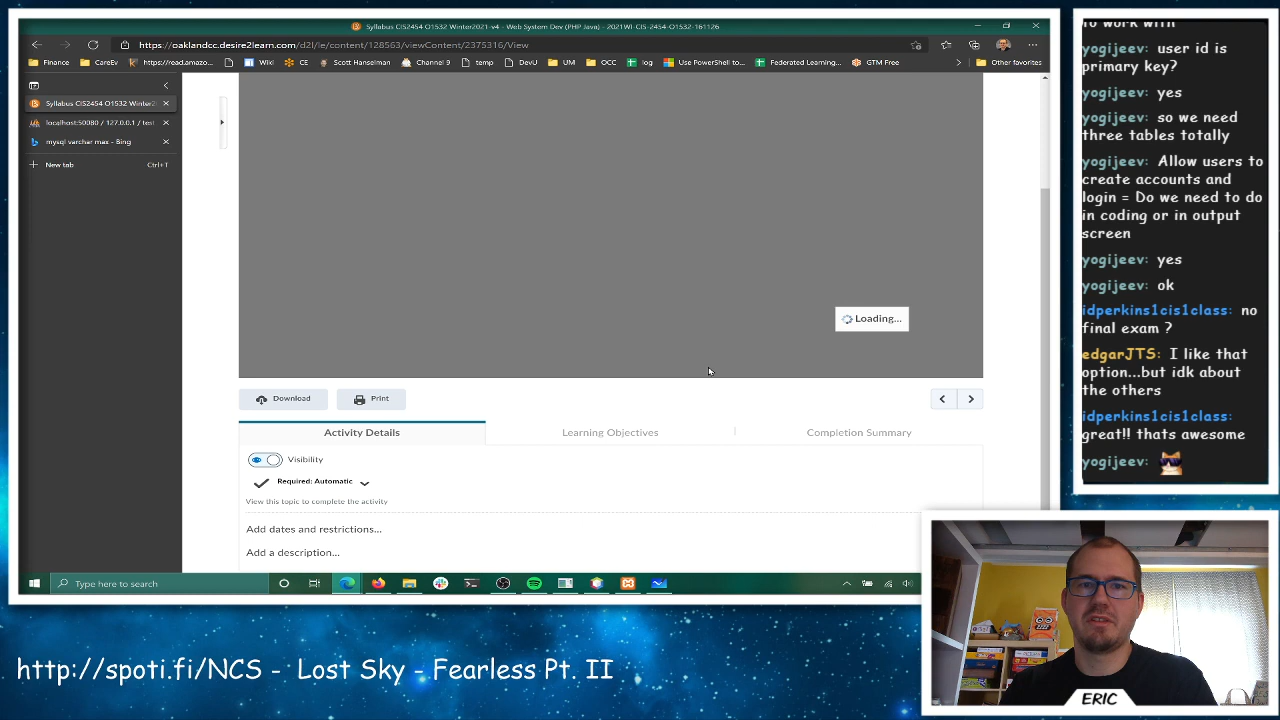 Syllabus CIS2454 O1532 Winter2021-v4 - Web System Dev (PHP Java) - 2021WI-CIS-2454-O1532-161126
https://oaklandcc.desire2learn.com/d2l/le/content/128563/viewContent/2375316/View
Finance
CareEv
https://read.amazo...
Wiki
CE
Scott Hanselman
Channel 9
temp
DevU
UM
OCC
log
Use PowerShell to...
Federated Learning...
GTM Free
Other favorites
Syllabus CIS2454 O1532 Winter2
localhost:50080 / 127.0.0.1 / test
mysql varchar max - Bing
New tab
Ctrl+T
Loading...
Download
Print
Activity Details
Learning Objectives
Completion Summary
Visibility
Required: Automatic
View this topic to complete the activity
Add dates and restrictions...
Add a description...
Type here to search
to work with
yogijeev: user id is
primary key?
yogijeev: yes
yogijeev: so we need
three tables totally
yogijeev: Allow users to
create accounts and
login = Do we need to do
in coding or in output
screen
yogijeev: yes
yogijeev: ok
idperkins1cis1class: no
final exam ?
edgarJTS: I like that
option...but idk about
the others
idperkins1cis1class:
great!! thats awesome
yogijeev:
ERIC
http://spoti.fi/NCS - Lost Sky - Fearless Pt. II